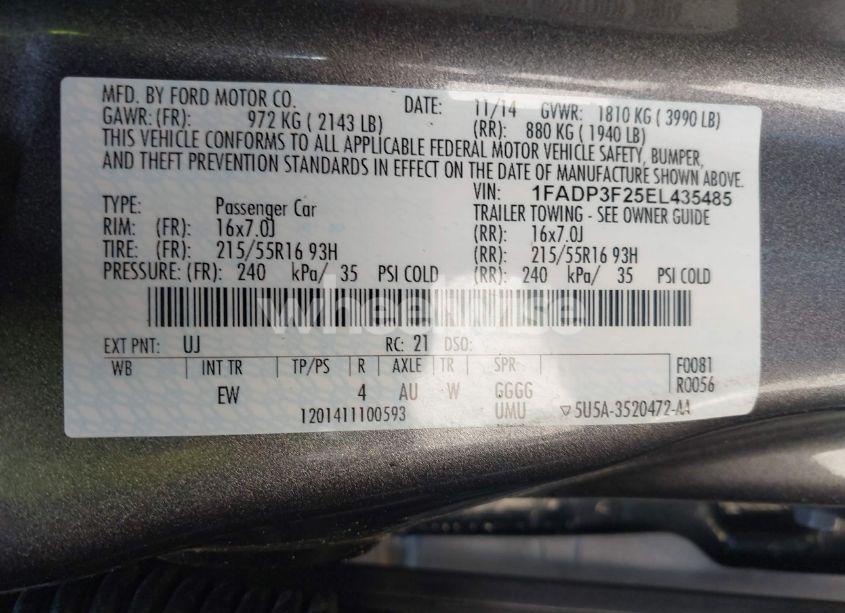 MFD. BY FORD MOTOR CO. DATE: 11/14 GVWR: 1810 KG ( 3990 LB)
GAWR: (FR): 972 KG ( 2143 LB) (RR): 880 KG ( 1940 LB)
THIS VEHICLE CONFORMS TO ALL APPLICABLE FEDERAL MOTOR VEHICLE SAFETY, BUMPER,
AND THEFT PREVENTION STANDARDS IN EFFECT ON THE DATE OF MANUFACTURE SHOWN ABOVE.
VIN: 1FADP3F25EL435485
TYPE: Passenger Car TRAILER TOWING - SEE OWNER GUIDE
RIM: (FR): 16x7.0J (RR): 16x7.0J
TIRE: (FR): 215/55R16 93H (RR): 215/55R16 93H
PRESSURE: (FR): 240 kPa/ 35 PSI COLD (RR): 240 kPa/ 35 PSI COLD
EXT PNT: UJ RC: 21 DSO:
WB INT TR TP/PS R AXLE TR SPR F0081
EW 4 AU W GGGG R0056
1201411100593 UMU 5U5A-3520472-AA